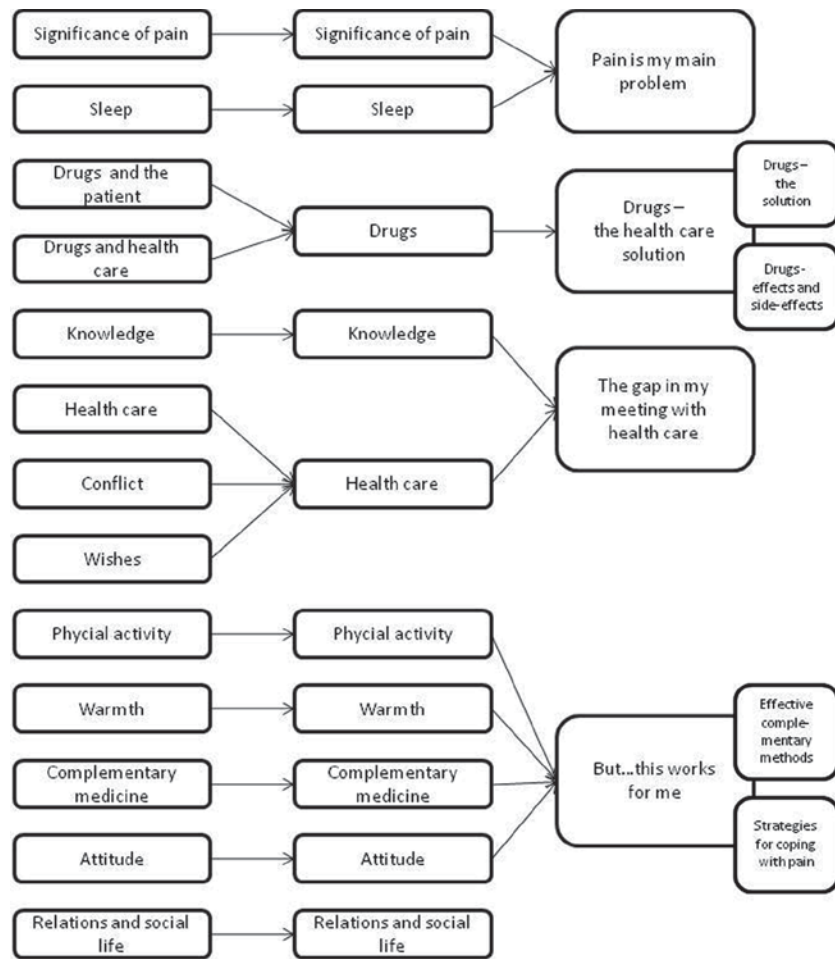 Significance of pain
Significance of pain
Pain is my main
problem
Sleep
Sleep
Drugs and the
patient
Drugs and health
care
Drugs
Drugs–
the health care
solution
Drugs–
the
solution
Drugs-
effects and
side-effects
Knowledge
Knowledge
The gap in my
meeting with
health care
Health care
Conflict
Wishes
Health care
Phycial activity
Phycial activity
Warmth
Warmth
Complementary
medicine
Complementary
medicine
Attitude
Attitude
But...this works
for me
Effective
comple-
mentary
methods
Strategies
for coping
with pain
Relations and social
life
Relations and social
life